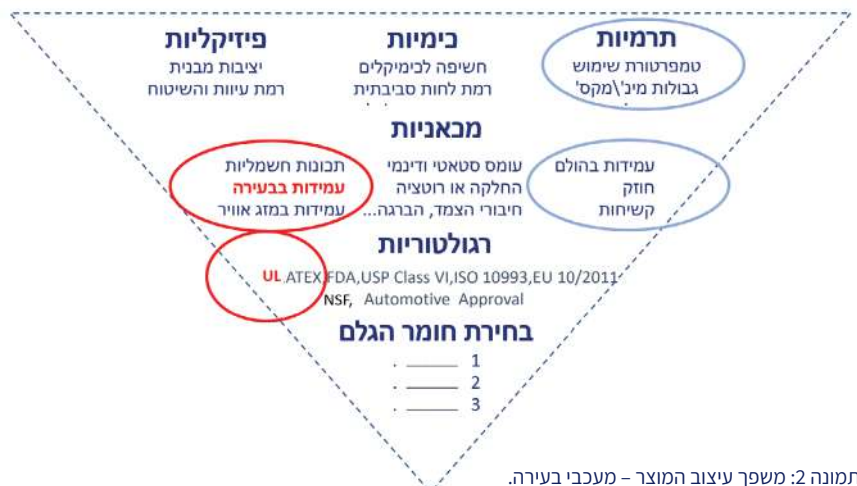 תרמיות
טמפרטורת שימוש
גבולות מינ'\מקס'
כימיות
חשיפה לכימיקלים
רמת לחות סביבתית
פיזיקליות
יציבות מבנית
רמת עיוות והשיטוח
מכאניות
עמידות בהולם
חוזק
קשיחות
עומס סטאטי ודינמי
החלקה או רוטציה
חיבורי הצמד, הברגה...
תכונות חשמליות
עמידות בבעירה
עמידות במזג אוויר
רגולטוריות
UL ATEX,FDA,USP Class VI,ISO 10993,EU 10/2011
NSF, Automotive Approval
בחירת חומר הגלם
1 ______ .
2 ______ .
3 ______ .
תמונה 2: משפך עיצוב המוצר – מעכבי בעירה.